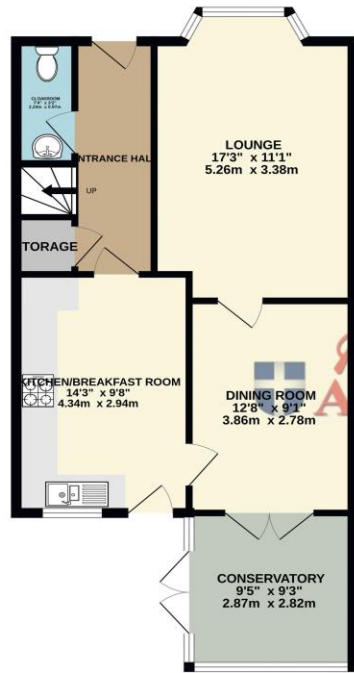 CLOAKROOM
ENTRANCE HALL
UP
STORAGE
LOUNGE
17'3" x 11'1"
5.26m x 3.38m
KITCHEN/BREAKFAST ROOM
14'3" x 9'8"
4.34m x 2.94m
DINING ROOM
12'8" x 9'1"
3.86m x 2.78m
CONSERVATORY
9'5" x 9'3"
2.87m x 2.82m